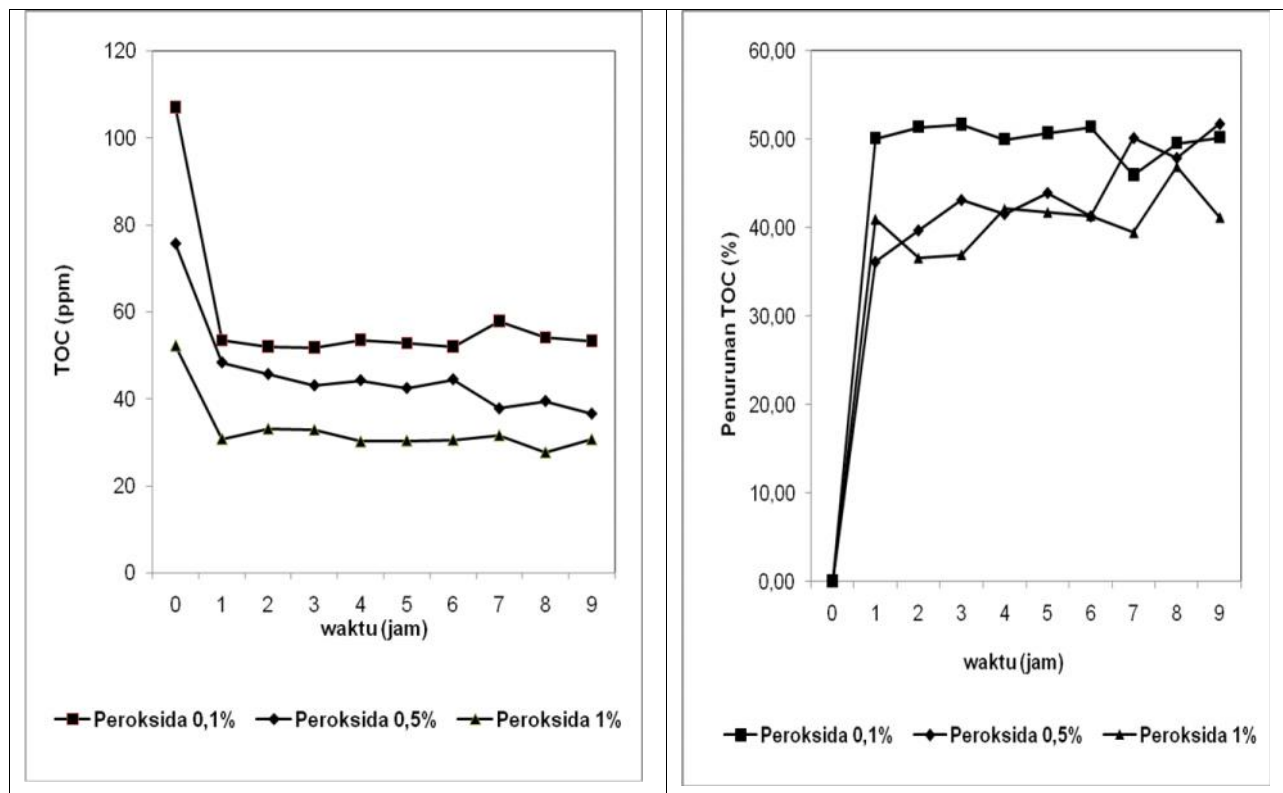 120
100
80
60
40
20
0
TOC (ppm)
0 1 2 3 4 5 6 7 8 9
waktu (jam)
Peroksida 0,1% Peroksida 0,5% Peroksida 1%
60,00
50,00
40,00
30,00
20,00
10,00
0,00
Penurunan TOC (%)
0 1 2 3 4 5 6 7 8 9
waktu (jam)
Peroksida 0,1% Peroksida 0,5% Peroksida 1%